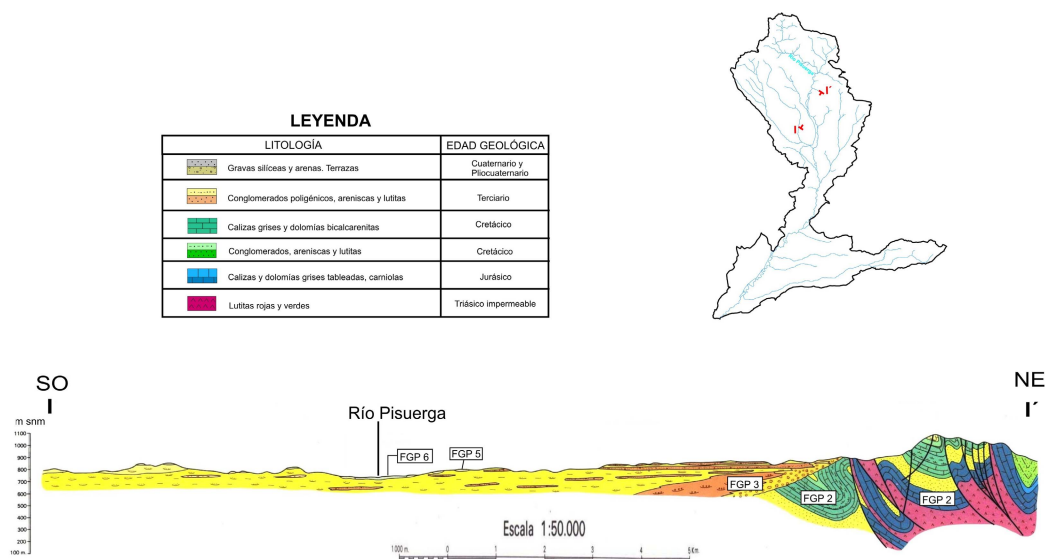 LEYENDA
LITOLOGÍA
EDAD GEOLÓGICA
Gravas silíceas y arenas. Terrazas
Cuaternario y
Pliocuaternario
Conglomerados poligénicos, areniscas y lutitas
Terciario
Calizas grises y dolomías bicalcarenitas
Cretácico
Conglomerados, areniscas y lutitas
Cretácico
Calizas y dolomías grises tableadas, carniolas
Jurásico
Lutitas rojas y verdes
Triásico impermeable
Río Pisuerga
I´
I
SO
I
NE
I´
m snm
1100
1000
900
800
700
600
500
400
300
200
100 m.
Río Pisuerga
FGP 6
FGP 5
FGP 3
FGP 2
FGP 2
Escala 1:50.000
1000 m.
0
1
2
3
4
5 Km